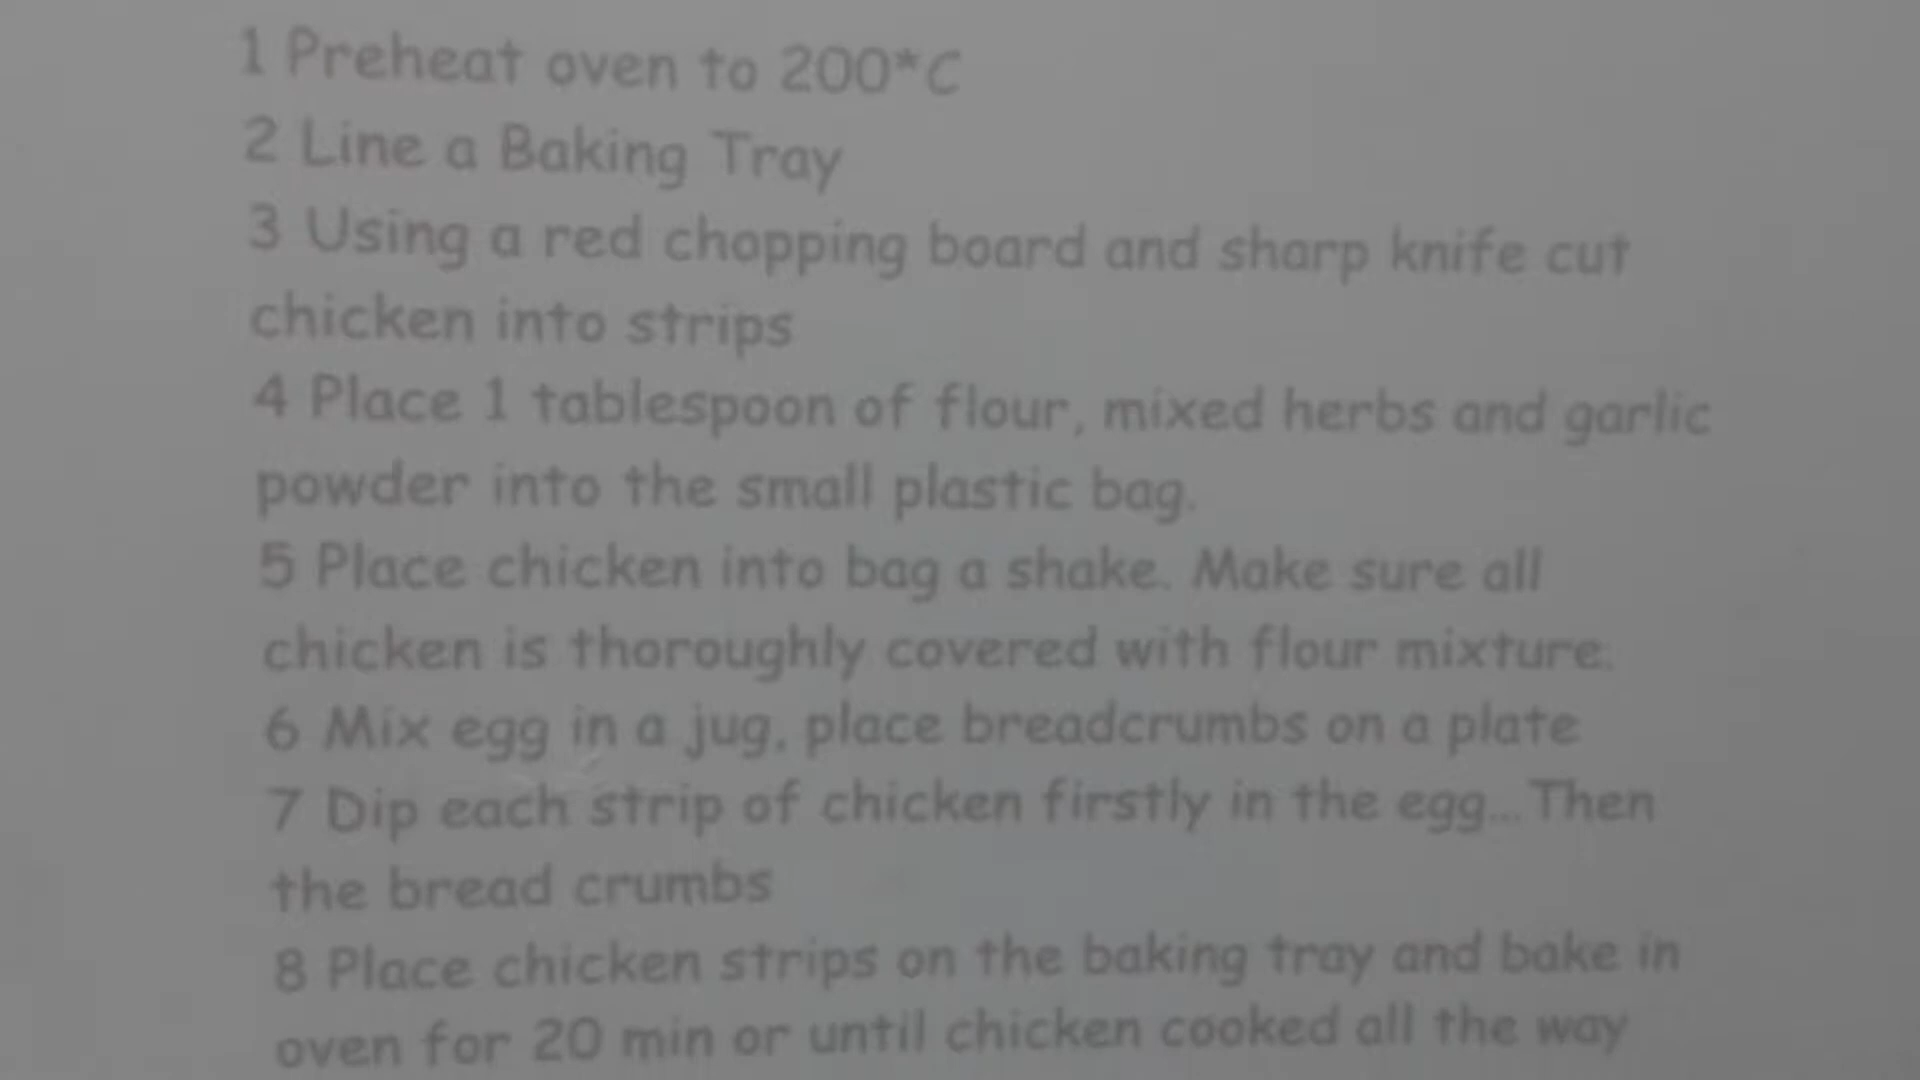 1 Preheat oven to 200*C
2 Line a Baking Tray
3 Using a red chopping board and sharp knife cut
chicken into strips
4 Place 1 tablespoon of flour, mixed herbs and garlic
powder into the small plastic bag.
5 Place chicken into bag a shake. Make sure all
chicken is thoroughly covered with flour mixture.
6 Mix egg in a jug, place breadcrumbs on a plate
7 Dip each strip of chicken firstly in the egg... Then
the bread crumbs
8 Place chicken strips on the baking tray and bake in
oven for 20 min or until chicken cooked all the way